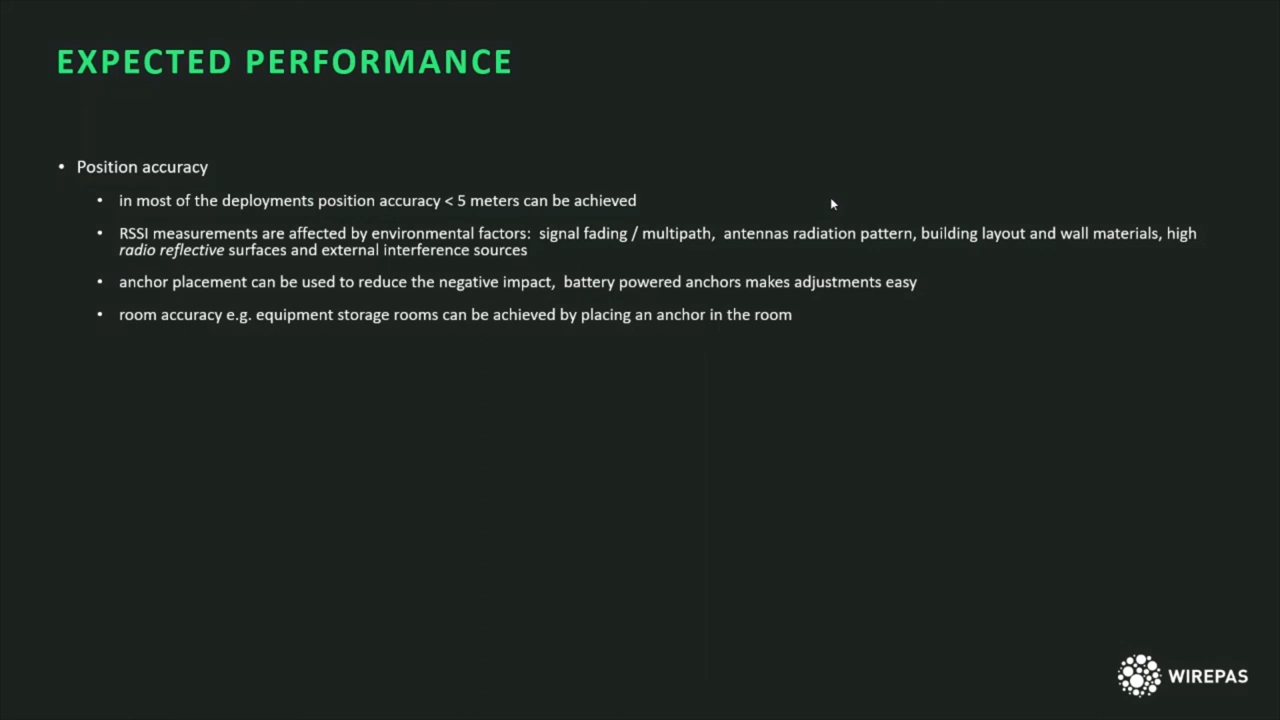 EXPECTED PERFORMANCE
• Position accuracy
• in most of the deployments position accuracy < 5 meters can be achieved
• RSSI measurements are affected by environmental factors:  signal fading / multipath,  antennas radiation pattern, building layout and wall materials, high
radio reflective surfaces and external interference sources
• anchor placement can be used to reduce the negative impact,  battery powered anchors makes adjustments easy
• room accuracy e.g. equipment storage rooms can be achieved by placing an anchor in the room
WIREPAS